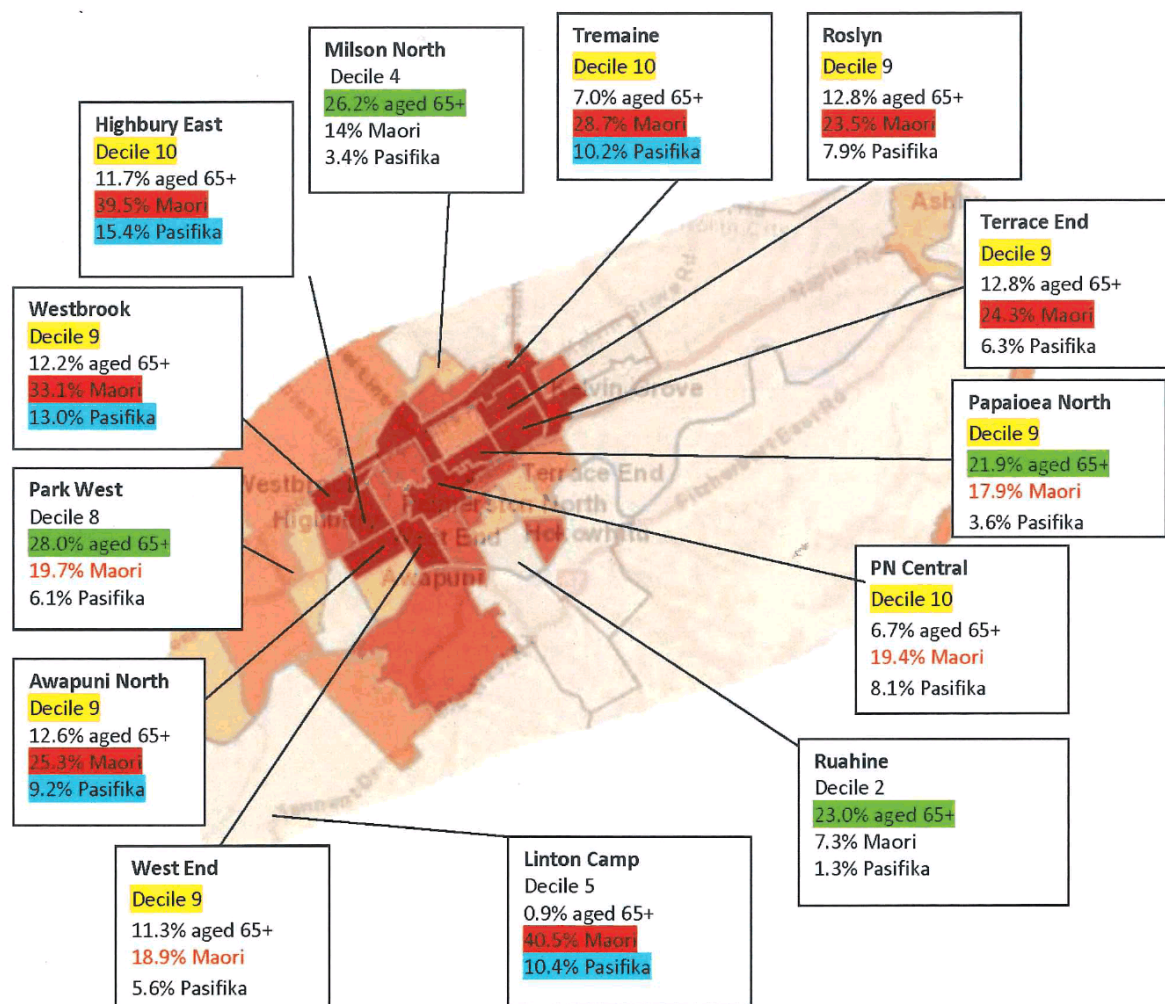 Milson North
Decile 4
26.2% aged 65+
14% Maori
3.4% Pasifika
Tremaine
Decile 10
7.0% aged 65+
28.7% Maori
10.2% Pasifika
Roslyn
Decile 9
12.8% aged 65+
23.5% Maori
7.9% Pasifika
Highbury East
Decile 10
11.7% aged 65+
39.5% Maori
15.4% Pasifika
Terrace End
Decile 9
12.8% aged 65+
24.3% Maori
6.3% Pasifika
Westbrook
Decile 9
12.2% aged 65+
33.1% Maori
13.0% Pasifika
Papaioea North
Decile 9
21.9% aged 65+
17.9% Maori
3.6% Pasifika
Park West
Decile 8
28.0% aged 65+
19.7% Maori
6.1% Pasifika
PN Central
Decile 10
6.7% aged 65+
19.4% Maori
8.1% Pasifika
Awapuni North
Decile 9
12.6% aged 65+
25.3% Maori
9.2% Pasifika
Ruahine
Decile 2
23.0% aged 65+
7.3% Maori
1.3% Pasifika
West End
Decile 9
11.3% aged 65+
18.9% Maori
5.6% Pasifika
Linton Camp
Decile 5
0.9% aged 65+
40.5% Maori
10.4% Pasifika
Kelvin Grove
Napier Rd
Fitzherbert East Rd
Terrace End
Westbrook
Palmerston North
Hokowhitu
West End
Awapuni